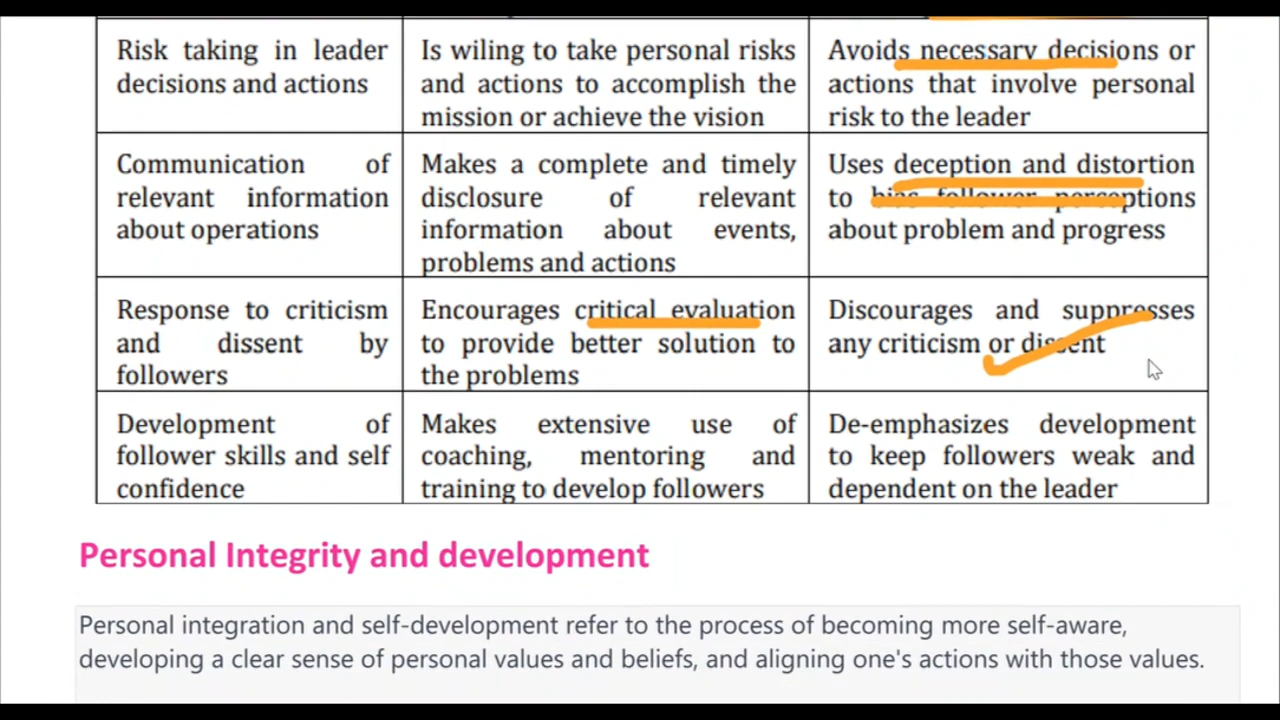 Risk taking in leader
decisions and actions
Is wiling to take personal risks
and actions to accomplish the
mission or achieve the vision
Avoids necessary decisions or
actions that involve personal
risk to the leader
Communication of
relevant information
about operations
Makes a complete and timely
disclosure of relevant
information about events,
problems and actions
Uses deception and distortion
to bias follower perceptions
about problem and progress
Response to criticism
and dissent by
followers
Encourages critical evaluation
to provide better solution to
the problems
Discourages and suppresses
any criticism or dissent
Development of
follower skills and self
confidence
Makes extensive use of
coaching, mentoring and
training to develop followers
De-emphasizes development
to keep followers weak and
dependent on the leader
Personal Integrity and development
Personal integration and self-development refer to the process of becoming more self-aware,
developing a clear sense of personal values and beliefs, and aligning one's actions with those values.